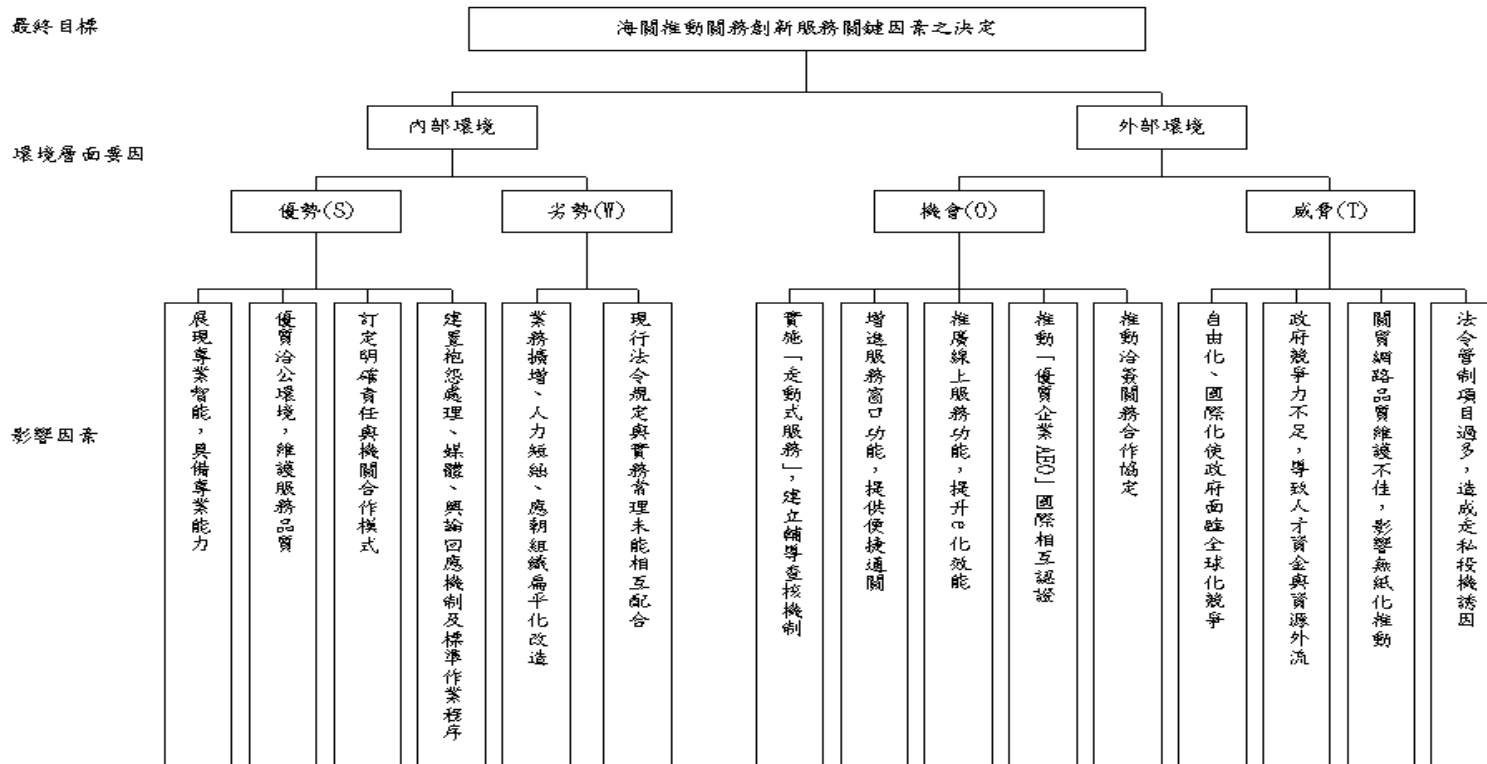 最終目標
海關推動關務創新服務關鍵因素之決定
內部環境
外部環境
環境層面要因
優勢(S)
劣勢(W)
機會(O)
威脅(T)
影響因素
展現專業智能，具備專業能力
優質洽公環境，維護服務品質
訂定明確責任與機關合作模式
建置抱怨處理、媒體、輿論回應機制及標準作業程序
業務擴增、人力短絀、應朝組織扁平化改造
現行法令規定與實務管理未能相互配合
實施「走動式服務」，建立輔導查核機制
增進服務窗口功能，提供便捷通關
推廣線上服務功能，提升e化效能
推動「優質企業AEO」國際相互認證
推動洽簽關務合作協定
自由化、國際化使政府面臨全球化競爭
政府競爭力不足，導致人才資金與資源外流
關貿網路品質維護不佳，影響無紙化推動
法令管制項目過多，造成走私投機誘因